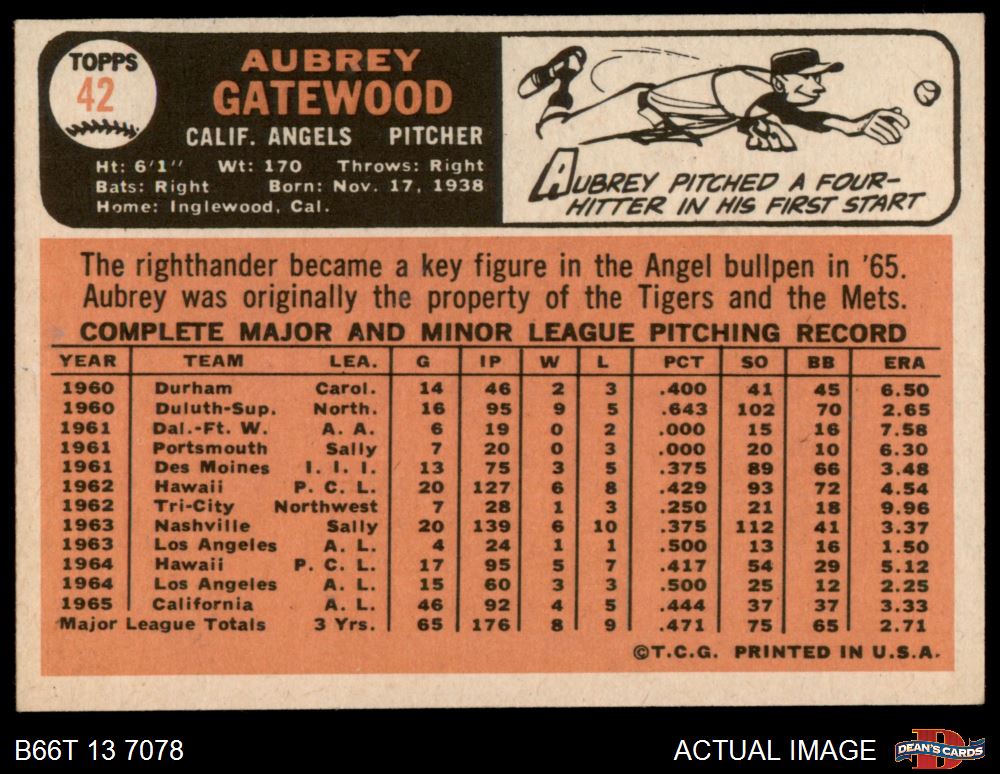 TOPPS
42
AUBREY
GATEWOOD
CALIF. ANGELS PITCHER
Ht: 6'1'' Wt: 170 Throws: Right
Bats: Right Born: Nov. 17, 1938
Home: Inglewood, Cal.
AUBREY PITCHED A FOUR-
HITTER IN HIS FIRST START
The righthander became a key figure in the Angel bullpen in '65.
Aubrey was originally the property of the Tigers and the Mets.
COMPLETE MAJOR AND MINOR LEAGUE PITCHING RECORD
YEAR TEAM LEA. G IP W L PCT SO BB ERA
1960 Durham Carol. 14 46 2 3 .400 41 45 6.50
1960 Duluth-Sup. North. 16 95 9 5 .643 102 70 2.65
1961 Dal.-Ft. W. A. A. 6 19 0 2 .000 15 16 7.58
1961 Portsmouth Sally 7 20 0 3 .000 20 10 6.30
1961 Des Moines I. I. I. 13 75 3 5 .375 89 66 3.48
1962 Hawaii P. C. L. 20 127 6 8 .429 93 72 4.54
1962 Tri-City Northwest 7 28 1 3 .250 21 18 9.96
1963 Nashville Sally 20 139 6 10 .375 112 41 3.37
1963 Los Angeles A. L. 4 24 1 1 .500 13 16 1.50
1964 Hawaii P. C. L. 17 95 5 7 .417 54 29 5.12
1964 Los Angeles A. L. 15 60 3 3 .500 25 12 2.25
1965 California A. L. 46 92 4 5 .444 37 37 3.33
Major League Totals 3 Yrs. 65 176 8 9 .471 75 65 2.71
©T.C.G. PRINTED IN U.S.A.
B66T 13 7078
ACTUAL IMAGE
D
DEAN'S CARDS